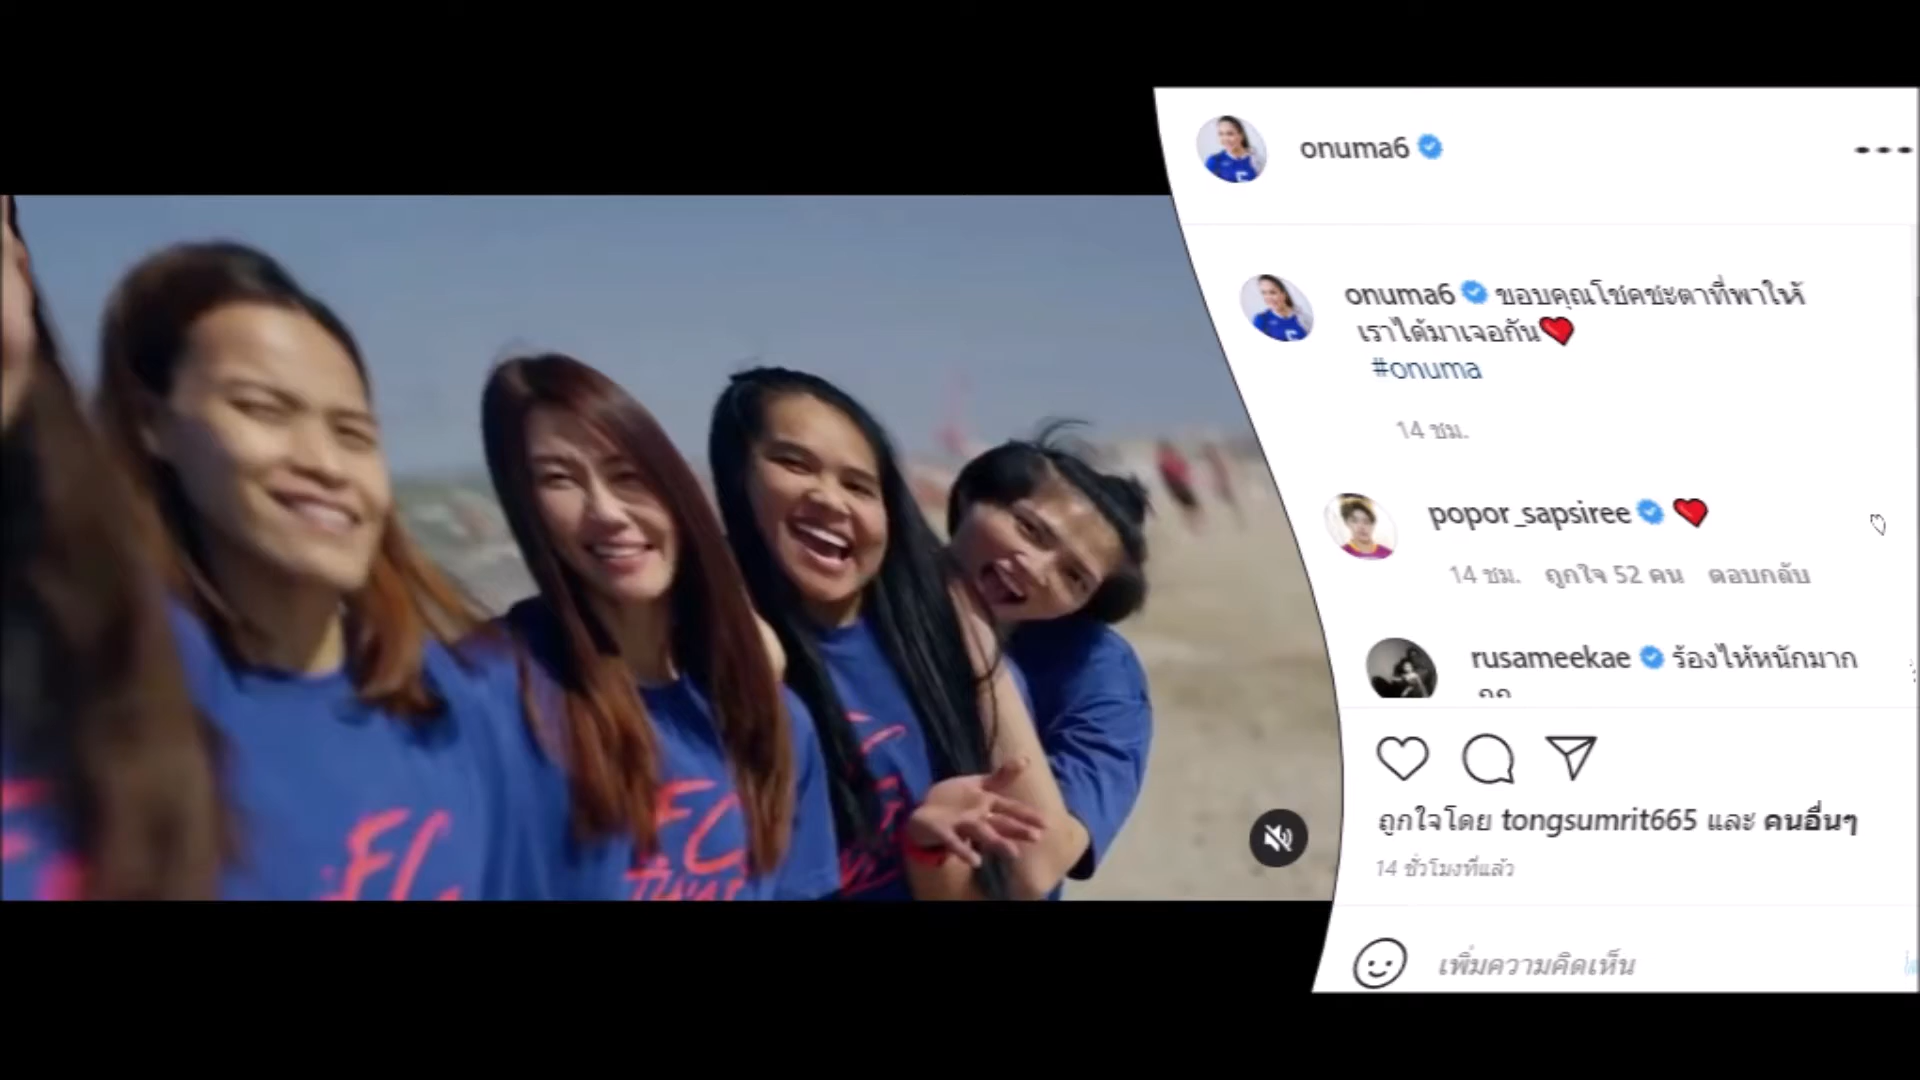 onuma6
onuma6 ขอบคุณโชคชะตาที่พาให้
เราได้มาเจอกัน❤
#onuma
14 ชม.
popor_sapsiree ❤
14 ชม. ถูกใจ 52 คน ตอบกลับ
rusameekae ร้องไห้หนักมาก
ถูกใจโดย tongsumrit665 และ คนอื่นๆ
14 ชั่วโมงที่แล้ว
เพิ่มความคิดเห็น